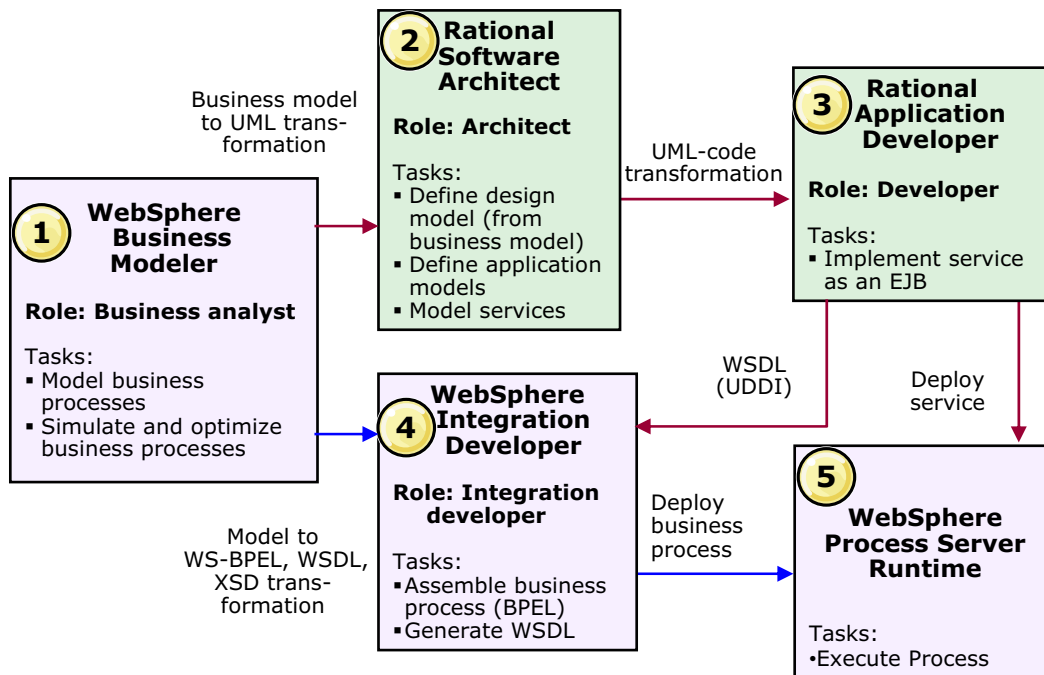 2
Rational
Software
Architect
Role: Architect
Tasks:
▪ Define design
model (from
business model)
▪ Define application
models
▪ Model services
Business model
to UML trans-
formation
UML-code
transformation
3
Rational
Application
Developer
Role: Developer
Tasks:
▪ Implement service
as an EJB
1
WebSphere
Business
Modeler
Role: Business analyst
Tasks:
▪ Model business
processes
▪ Simulate and optimize
business processes
WSDL
(UDDI)
Deploy
service
4
WebSphere
Integration
Developer
Role: Integration
developer
Tasks:
▪Assemble business
process (BPEL)
▪Generate WSDL
Model to
WS-BPEL, WSDL,
XSD trans-
formation
Deploy
business
process
5
WebSphere
Process Server
Runtime
Tasks:
•Execute Process